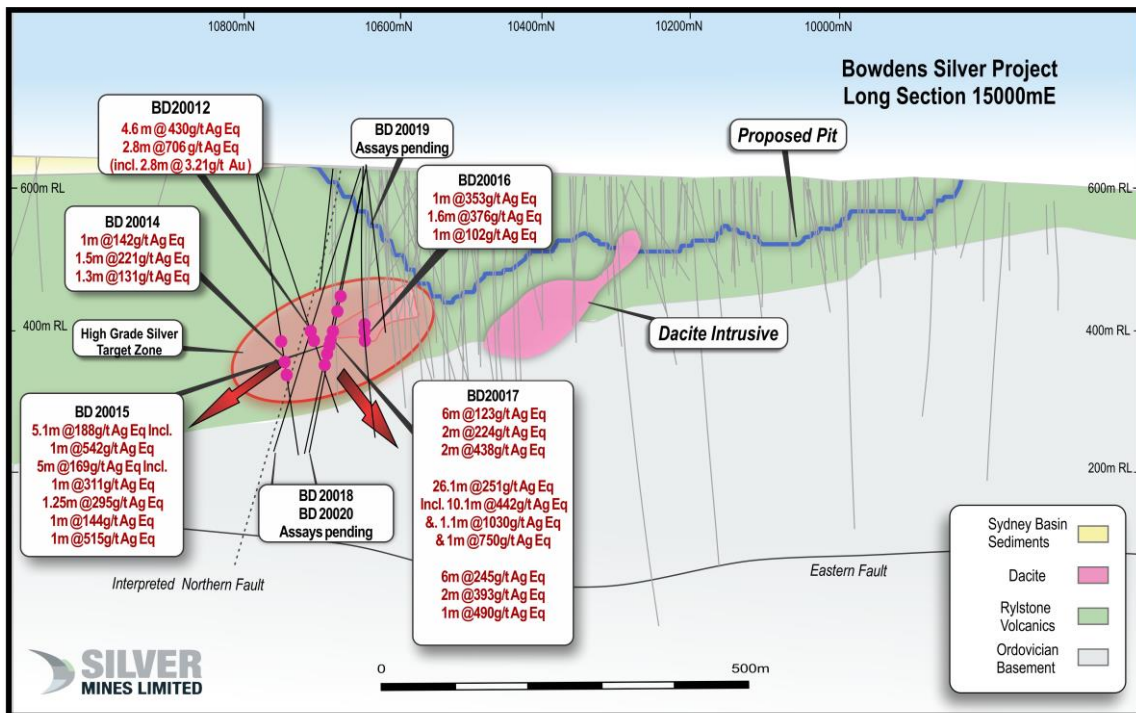 10800mN
10600mN
10400mN
10200mN
10000mN
Bowdens Silver Project
Long Section 15000mE
BD20012
4.6m @430g/t Ag Eq
2.8m @706g/t Ag Eq
(incl. 2.8m @3.21g/t Au)
BD 20019
Assays pending
Proposed Pit
600m RL
600m RL
BD 20014
1m @142g/t Ag Eq
1.5m @221g/t Ag Eq
1.3m @131g/t Ag Eq
BD20016
1m @353g/t Ag Eq
1.6m @376g/t Ag Eq
1m @102g/t Ag Eq
High Grade Silver
Target Zone
400m RL
400m RL
Dacite Intrusive
BD 20015
5.1m @188g/t Ag Eq Incl.
1m @542g/t Ag Eq
5m @169g/t Ag Eq Incl.
1m @311g/t Ag Eq
1.25m @295g/t Ag Eq
1m @144g/t Ag Eq
1m @515g/t Ag Eq
BD20017
6m @123g/t Ag Eq
2m @224g/t Ag Eq
2m @438g/t Ag Eq
26.1m @251g/t Ag Eq
Incl. 10.1m @442g/t Ag Eq
&. 1.1m @1030g/t Ag Eq
& 1m @750g/t Ag Eq
6m @245g/t Ag Eq
2m @393g/t Ag Eq
1m @490g/t Ag Eq
200m RL
BD 20018
BD 20020
Assays pending
Interpreted Northern Fault
Eastern Fault
Sydney Basin
Sediments
Dacite
Rylstone
Volcanics
Ordovician
Basement
SILVER
MINES LIMITED
0
500m